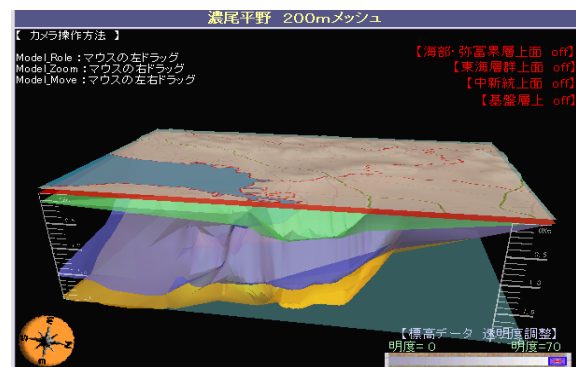 濃尾平野 200mメッシュ
【 カメラ操作方法 】
Model_Role：マウスの左ドラッグ
Model_Zoom：マウスの右ドラッグ
Model_Move：マウスの左右ドラッグ
【海部・弥冨累層上面 off】
【東海層群上面 off】
【中新統上面 off】
【基盤層上 off】
【標高データ 透明度調整】
明度= 0 明度=70